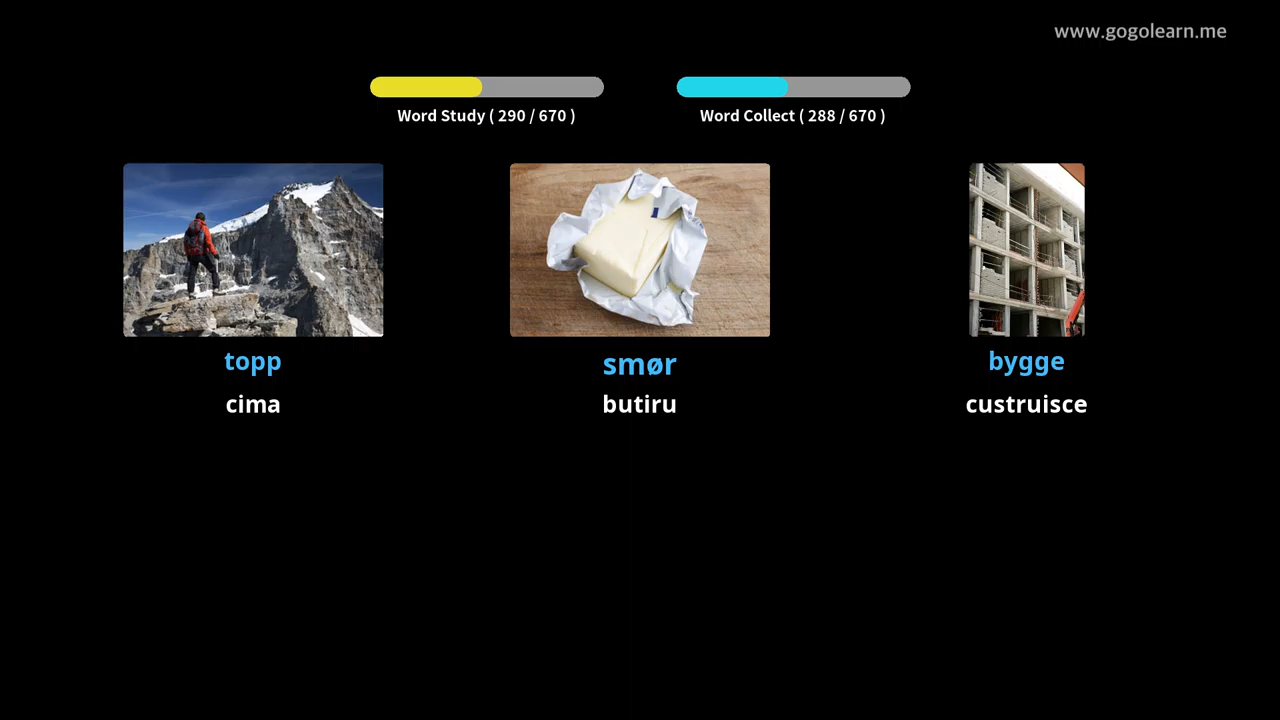 www.gogolearn.me
Word Study ( 290 / 670 )
Word Collect ( 288 / 670 )
topp
smør
bygge
cima
butiru
custruisce